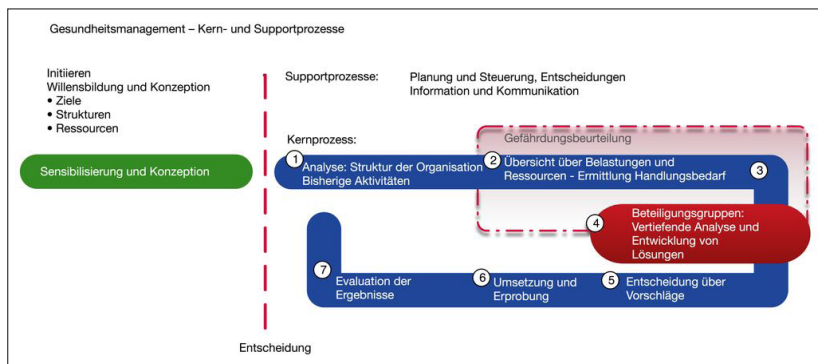 Gesundheitsmanagement – Kern- und Supportprozesse
Initiieren
Willensbildung und Konzeption
• Ziele
• Strukturen
• Ressourcen
Sensibilisierung und Konzeption
Supportprozesse:
Planung und Steuerung, Entscheidungen
Information und Kommunikation
Kernprozess:
Gefährdungsbeurteilung
1
Analyse: Struktur der Organisation
Bisherige Aktivitäten
2
Übersicht über Belastungen und
Ressourcen - Ermittlung Handlungsbedarf
3
4
Beteiligungsgruppen:
Vertiefende Analyse und
Entwicklung von
Lösungen
5
Entscheidung über
Vorschläge
6
Umsetzung und
Erprobung
7
Evaluation der
Ergebnisse
Entscheidung